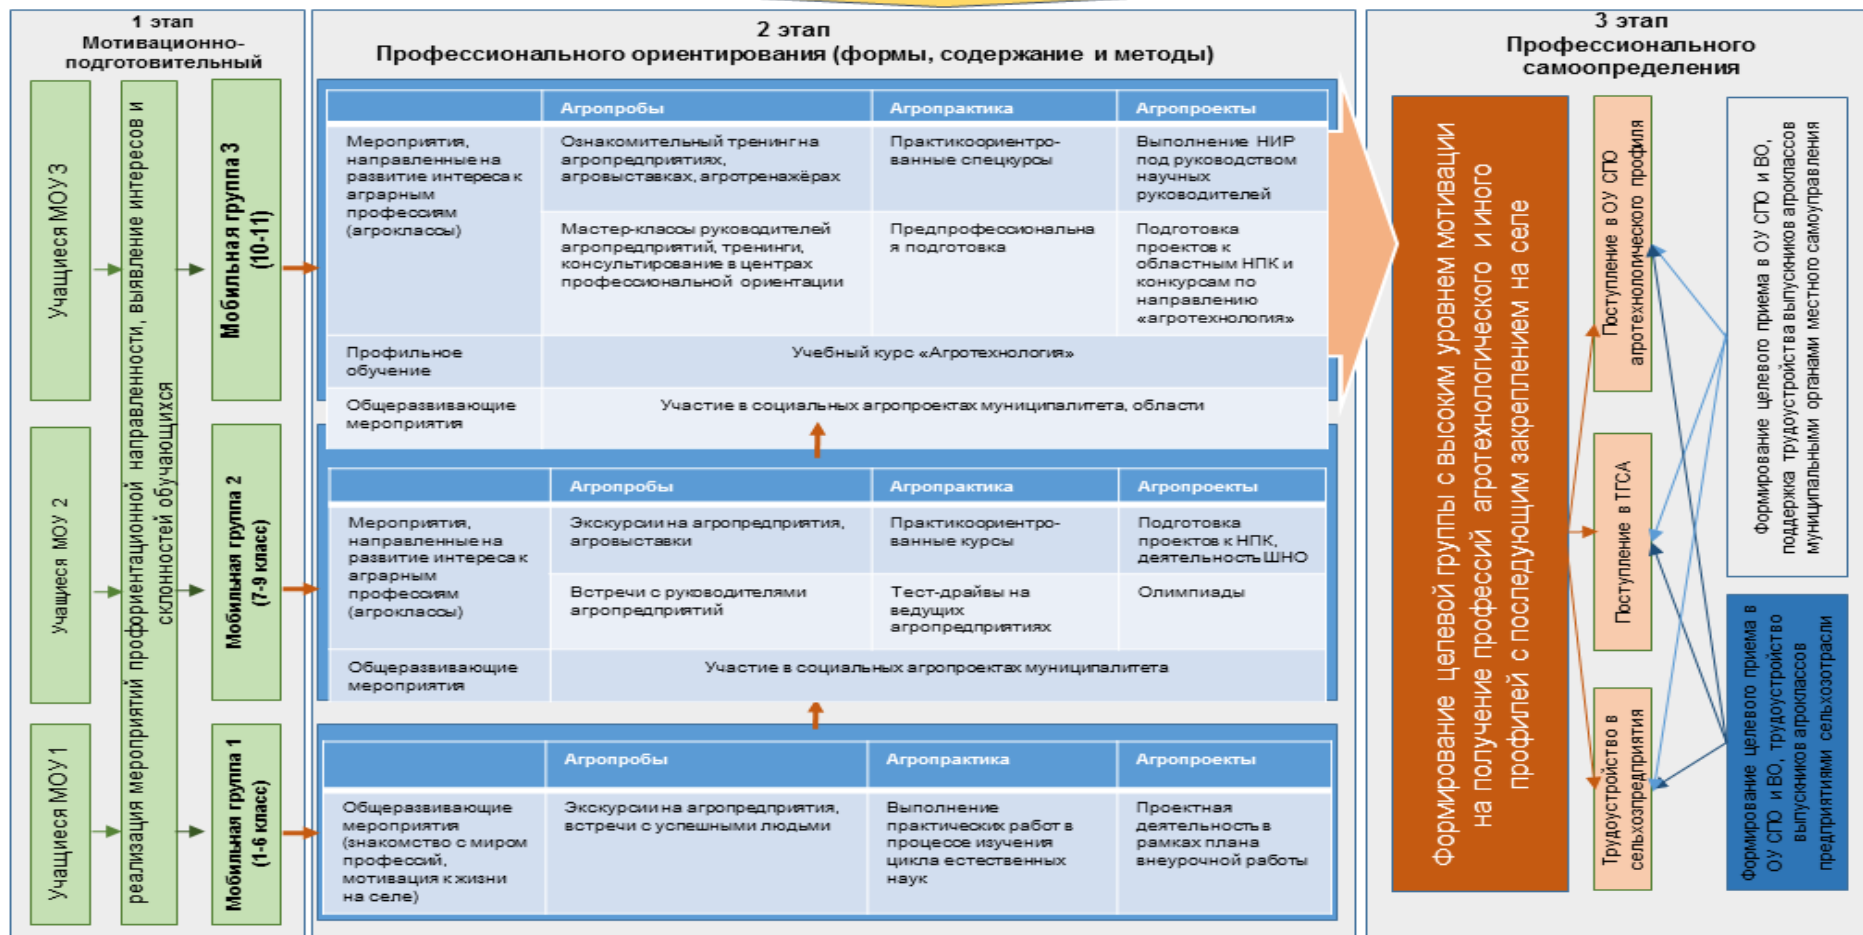 1 этап
Мотивационно-
подготовительный
Учащиеся МОУ 3
Учащиеся МОУ 2
Учащиеся МОУ 1
реализация мероприятий профориентационной направленности, выявление интересов и
склонностей обучающихся
Мобильная группа 3
(10-11)
Мобильная группа 2
(7-9 класс)
Мобильная группа 1
(1-6 класс)
2 этап
Профессионального ориентирования (формы, содержание и методы)
Агропробы
Агропрактика
Агропроекты
Мероприятия,
направленные на
развитие интереса к
аграрным
профессиям
(агроклассы)
Ознакомительный тренинг на
агропредприятиях,
агровыставках, агротренажёрах
Практикоориентро-
ванные спецкурсы
Выполнение НИР
под руководством
научных
руководителей
Мастер-классы руководителей
агропредприятий, тренинги,
консультирование в центрах
профессиональной ориентации
Предпрофессиональна
я подготовка
Подготовка
проектов к
областным НПК и
конкурсам по
направлению
«агротехнология»
Профильное
обучение
Учебный курс «Агротехнология»
Общеразвивающие
мероприятия
Участие в социальных агропроектах муниципалитета, области
Агропробы
Агропрактика
Агропроекты
Мероприятия,
направленные на
развитие интереса к
аграрным
профессиям
(агроклассы)
Экскурсии на агропредприятия,
агровыставки
Практикоориентро-
ванные курсы
Подготовка
проектов к НПК,
деятельность ШНО
Встречи с руководителями
агропредприятий
Тест-драйвы на
ведущих
агропредприятиях
Олимпиады
Общеразвивающие
мероприятия
Участие в социальных агропроектах муниципалитета
Агропробы
Агропрактика
Агропроекты
Общеразвивающие
мероприятия
(знакомство с миром
профессий,
мотивация к жизни
на селе)
Экскурсии на агропредприятия,
встречи с успешными людьми
Выполнение
практических работ в
процессе изучения
цикла естественных
наук
Проектная
деятельность в
рамках плана
внеурочной работы
3 этап
Профессионального
самоопределения
Формирование целевой группы с высоким уровнем мотивации
на получение профессий агротехнологического и иного
профилей с последующим закреплением на селе
Поступление в ОУ СПО
агротехнологического профиля
Поступление в ТГСА
Трудоустройство в
сельхозпредприятия
Формирование целевого приема в ОУ СПО и ВО,
поддержка трудоустройства выпускников агроклассов
муниципальными органами местного самоуправления
Формирование целевого приема в
ОУ СПО и ВО, трудоустройство
выпускников агроклассов
предприятиями сельхозотрасли